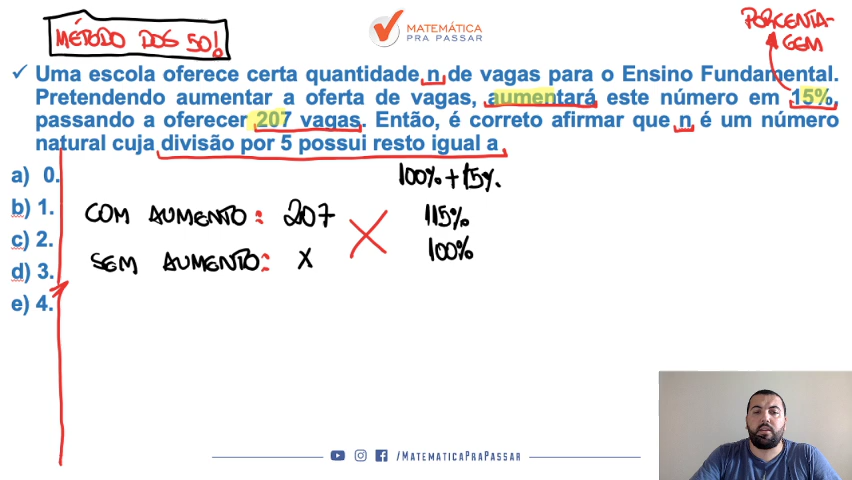 MÉTODO DOS 50!
MATEMÁTICA
PRA PASSAR
PORCENTA-
GEM
✓ Uma escola oferece certa quantidade n de vagas para o Ensino Fundamental.
Pretendendo aumentar a oferta de vagas, aumentará este número em 15%,
passando a oferecer 207 vagas. Então, é correto afirmar que n é um número
natural cuja divisão por 5 possui resto igual a
a) 0.
b) 1.
c) 2.
d) 3.
e) 4.
100% + 15%.
COM AUMENTO: 207 115%
SEM AUMENTO: X 100%
/MATEMATICAPRAPASSAR